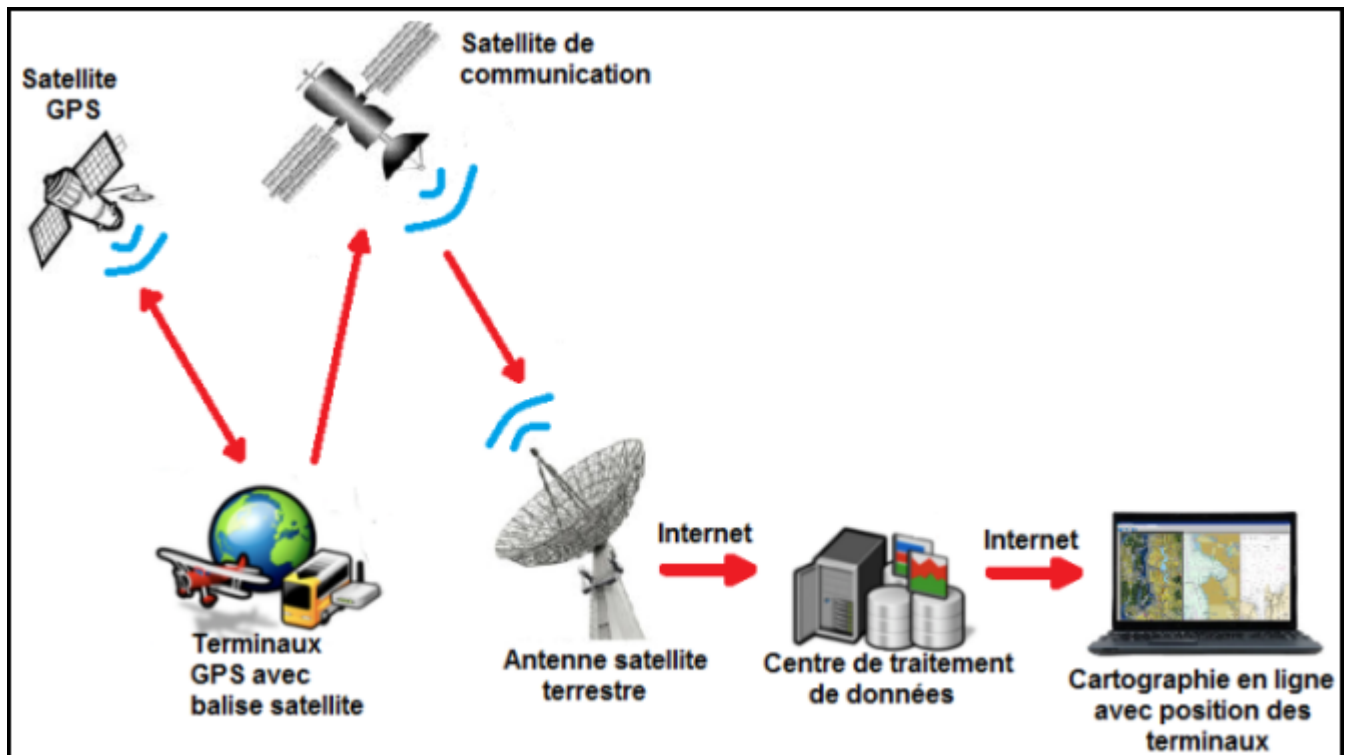 Satellite
GPS
Satellite de
communication
Terminaux
GPS avec
balise satellite
Antenne satellite
terrestre
Internet
Centre de traitement
de données
Internet
Cartographie en ligne
avec position des
terminaux